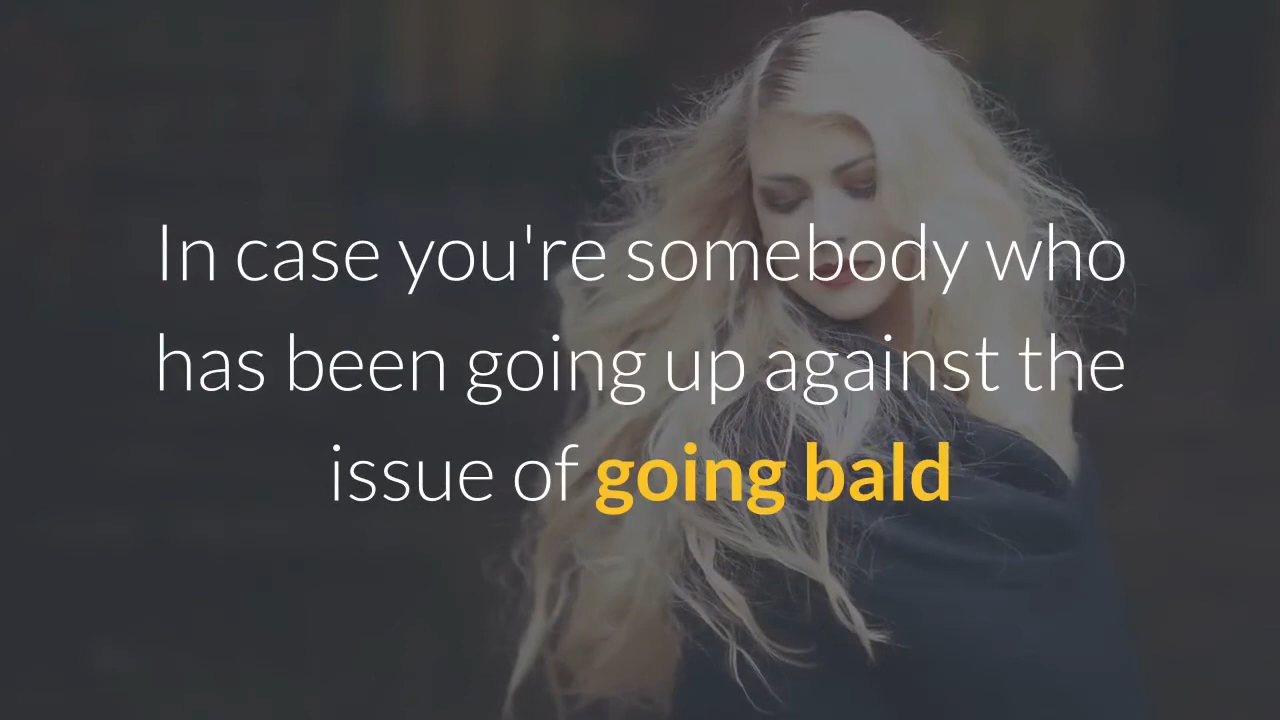 In case you're somebody who
has been going up against the
issue of going bald